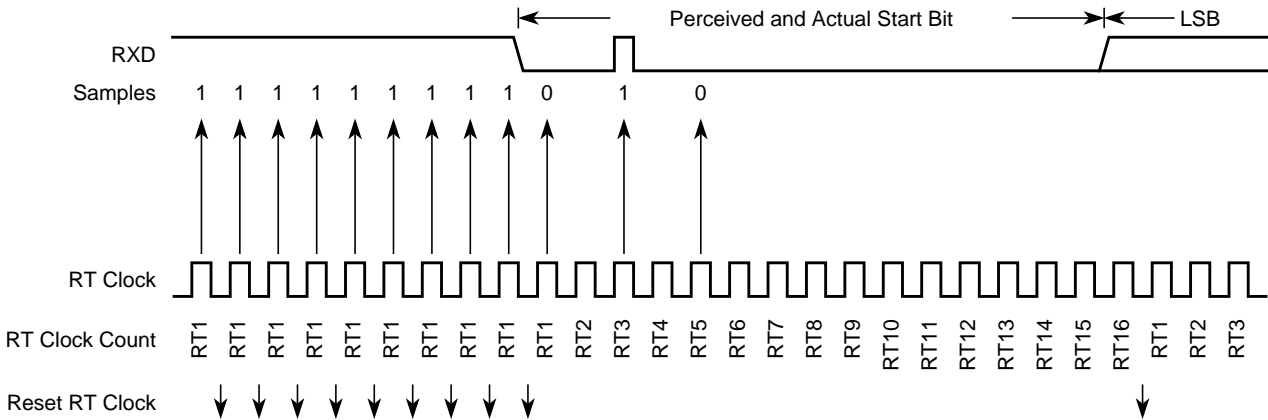 Perceived and Actual Start Bit LSB
RXD
Samples 1 1 1 1 1 1 1 1 1 0 1 0
RT Clock
RT Clock Count RT1 RT1 RT1 RT1 RT1 RT1 RT1 RT1 RT1 RT1 RT2 RT3 RT4 RT5 RT6 RT7 RT8 RT9 RT10 RT11 RT12 RT13 RT14 RT15 RT16 RT1 RT2 RT3
Reset RT Clock